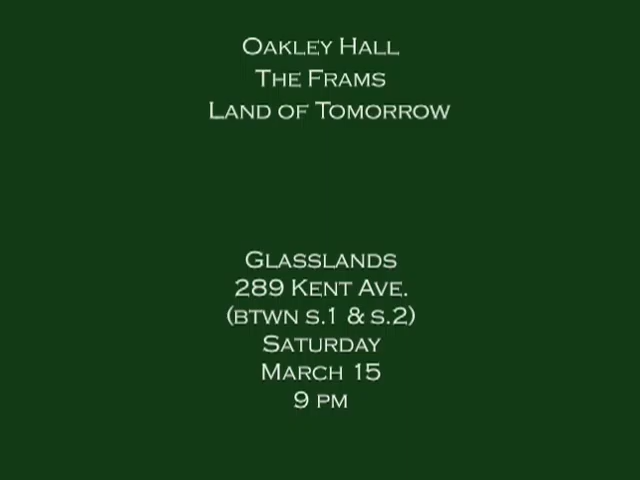 Oakley Hall
The Frams
Land of Tomorrow
Glasslands
289 Kent Ave.
(btwn s.1 & s.2)
Saturday
March 15
9 pm